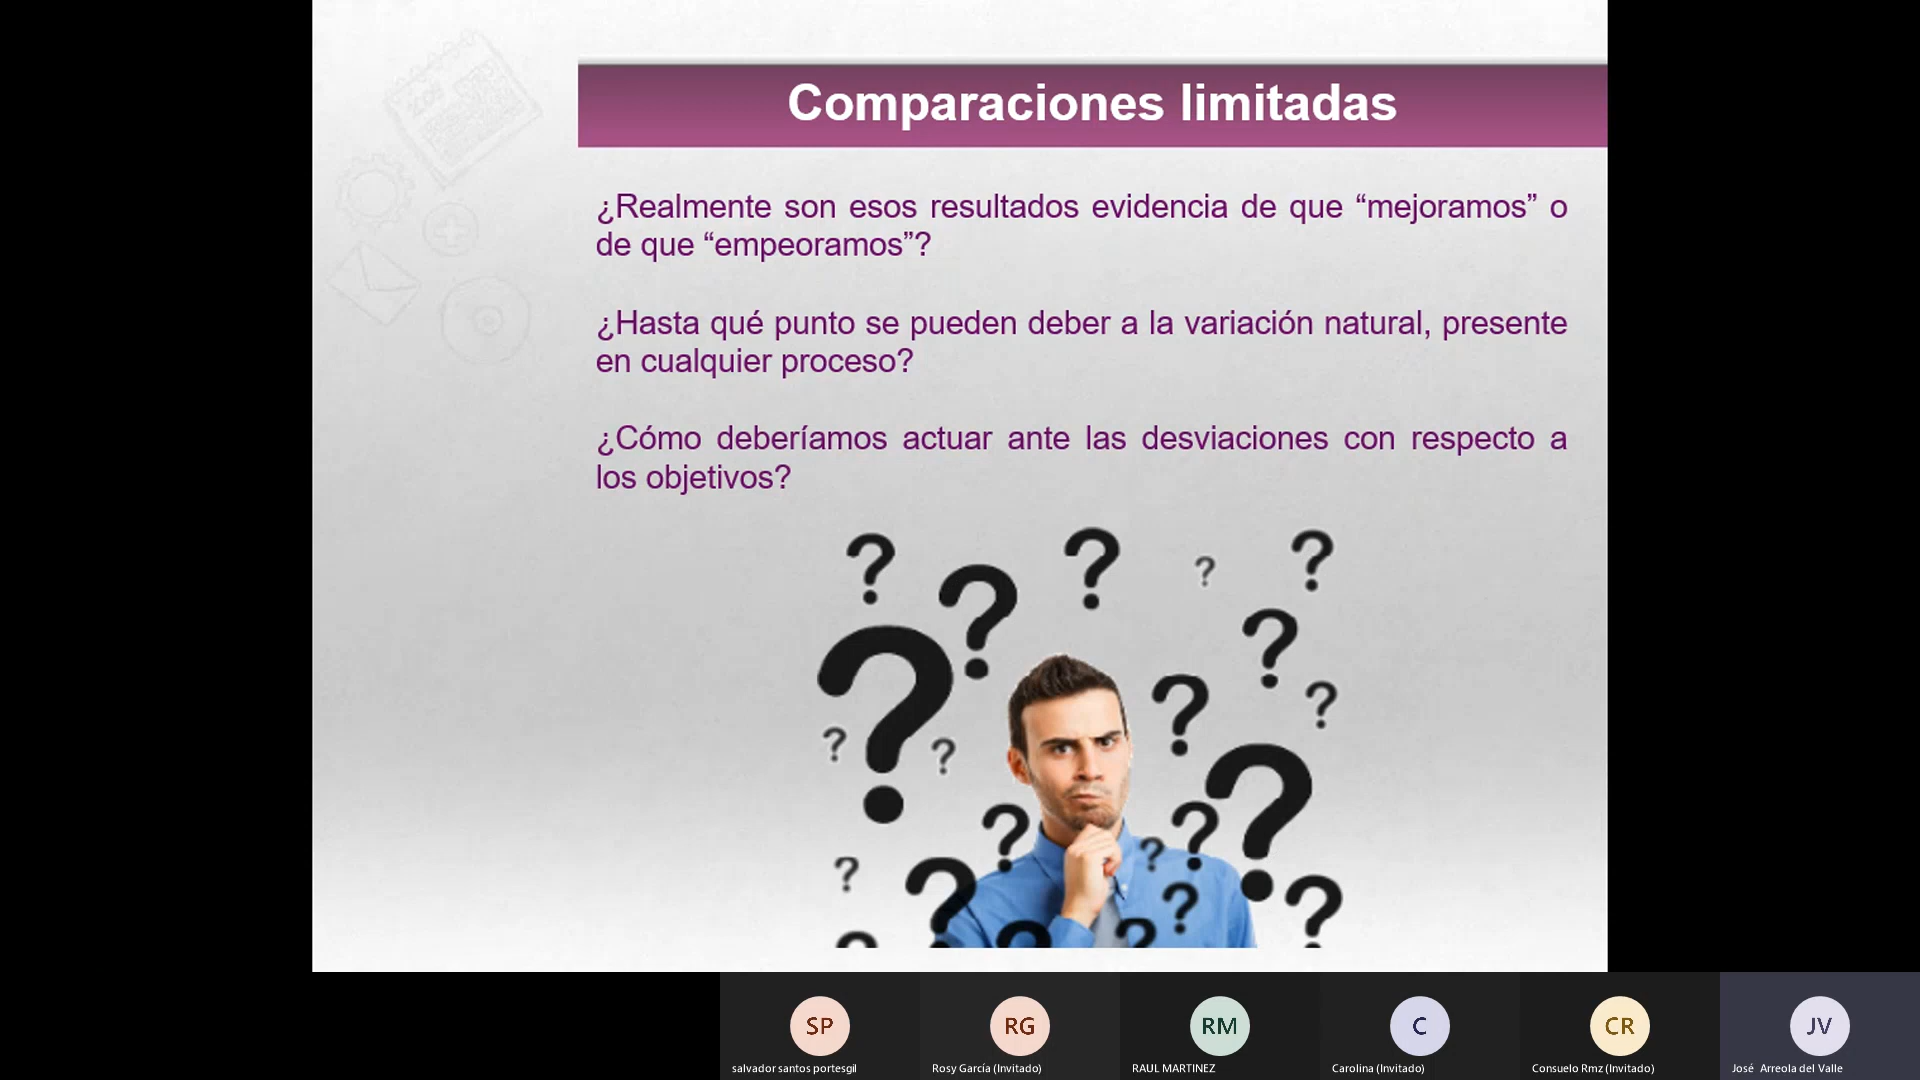 Comparaciones limitadas
¿Realmente son esos resultados evidencia de que “mejoramos” o
de que “empeoramos”?
¿Hasta qué punto se pueden deber a la variación natural, presente
en cualquier proceso?
¿Cómo deberíamos actuar ante las desviaciones con respecto a
los objetivos?
? ? ? ? ?
? ? ? ? ?
? ? ? ? ?
? ? ? ? ?
? ? ? ?
SP RG RM C CR JV
salvador santos portesgil Rosy García (Invitado) RAUL MARTINEZ Carolina (Invitado) Consuelo Rmz (Invitado) José Arreola del Valle